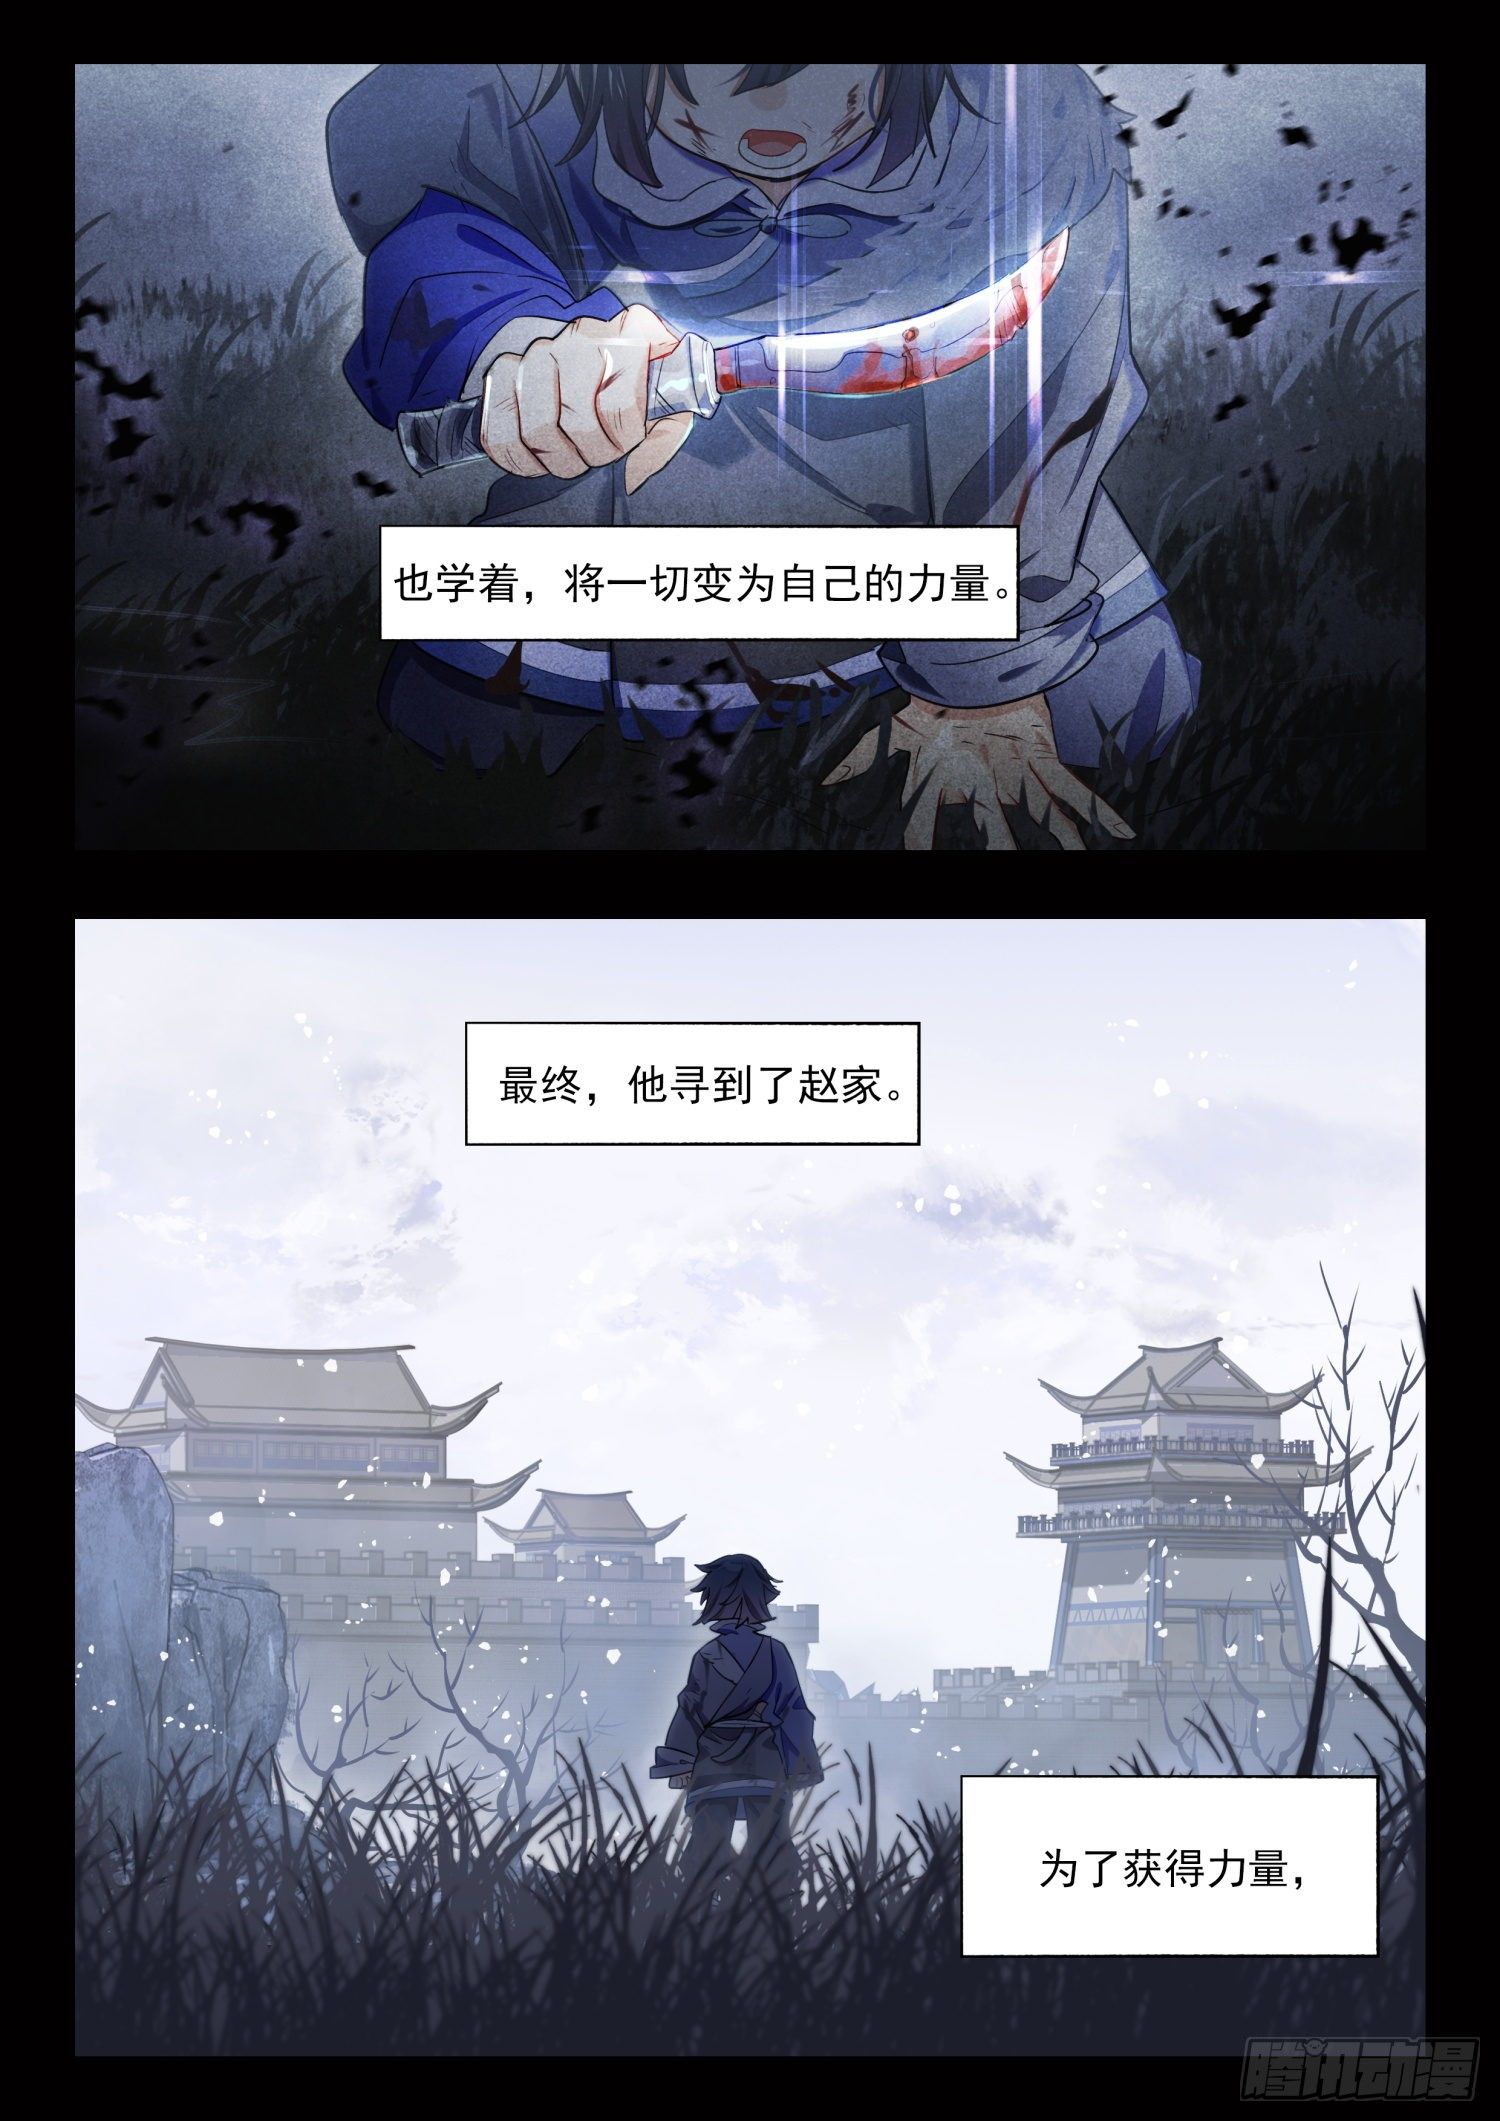 也学着，将一切变为自己的力量。
最终，他寻到了赵家。
为了获得力量，
腾讯动漫